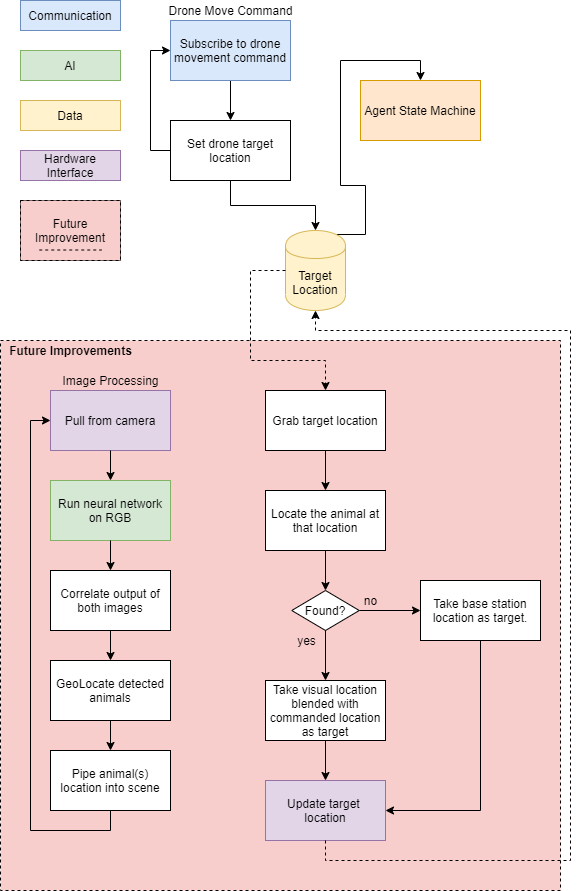 Communication
AI
Data
Hardware
Interface
Future
Improvement
Drone Move Command
Subscribe to drone
movement command
Set drone target
location
Agent State Machine
Target
Location
Future Improvements
Image Processing
Pull from camera
Run neural network
on RGB
Correlate output of
both images
GeoLocate detected
animals
Pipe animal(s)
location into scene
Grab target location
Locate the animal at
that location
Found?
no
yes
Take base station
location as target.
Take visual location
blended with
commanded location
as target
Update target
location